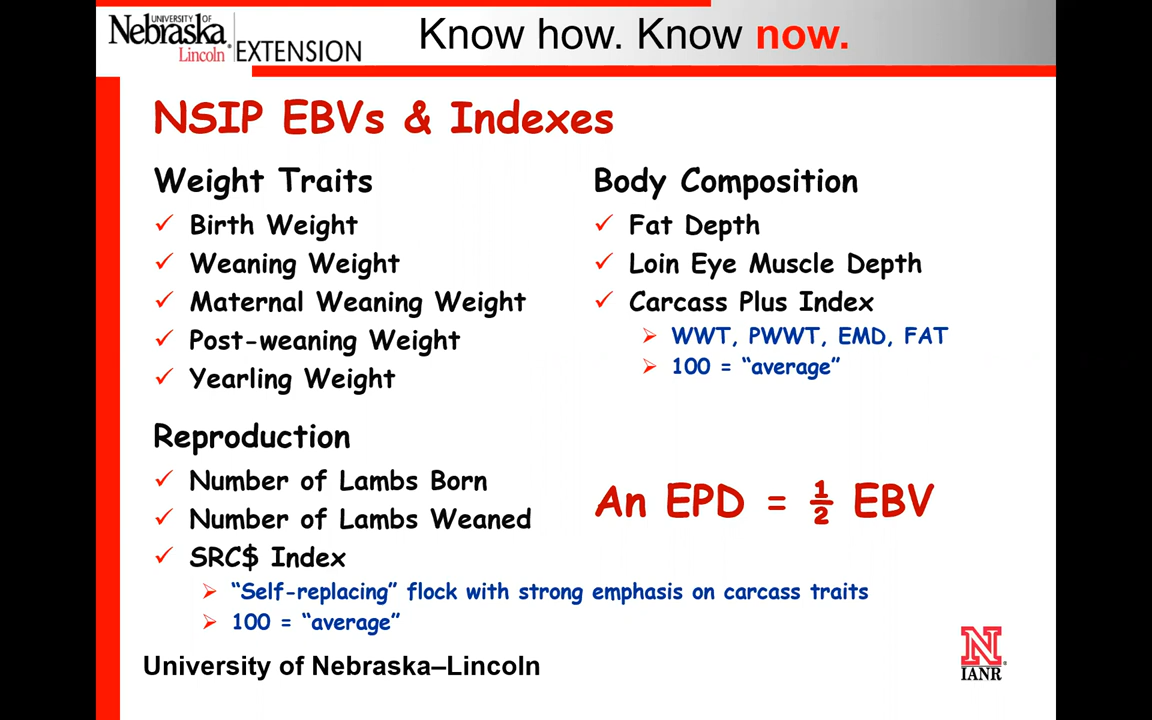 UNIVERSITY OF
Nebraska
Lincoln
EXTENSION
Know how. Know now.
NSIP EBVs & Indexes
Weight Traits
✓ Birth Weight
✓ Weaning Weight
✓ Maternal Weaning Weight
✓ Post-weaning Weight
✓ Yearling Weight
Reproduction
✓ Number of Lambs Born
✓ Number of Lambs Weaned
✓ SRC$ Index
➢ “Self-replacing” flock with strong emphasis on carcass traits
➢ 100 = “average”
Body Composition
✓ Fat Depth
✓ Loin Eye Muscle Depth
✓ Carcass Plus Index
➢ WWT, PWWT, EMD, FAT
➢ 100 = “average”
An EPD = ½ EBV
University of Nebraska–Lincoln
N
IANR